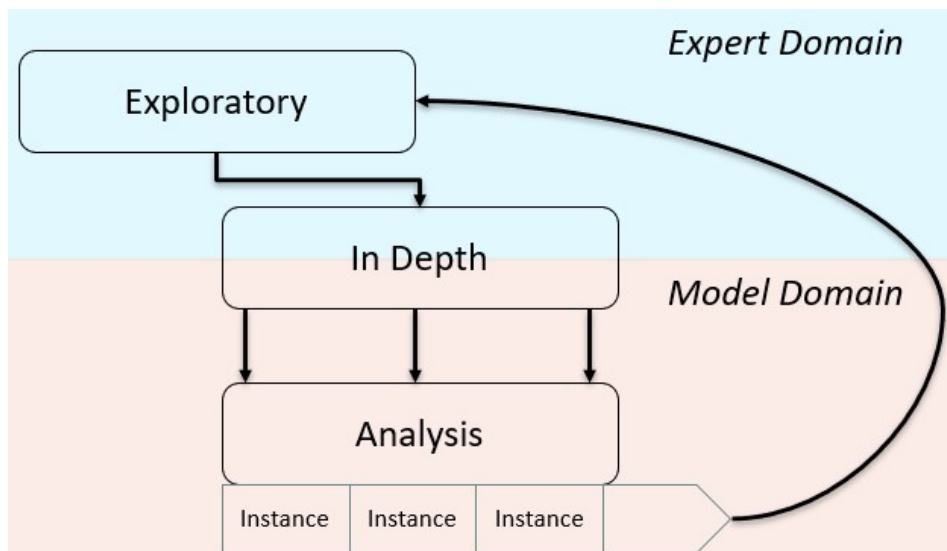 Expert Domain
Exploratory
In Depth
Model Domain
Analysis
Instance Instance Instance